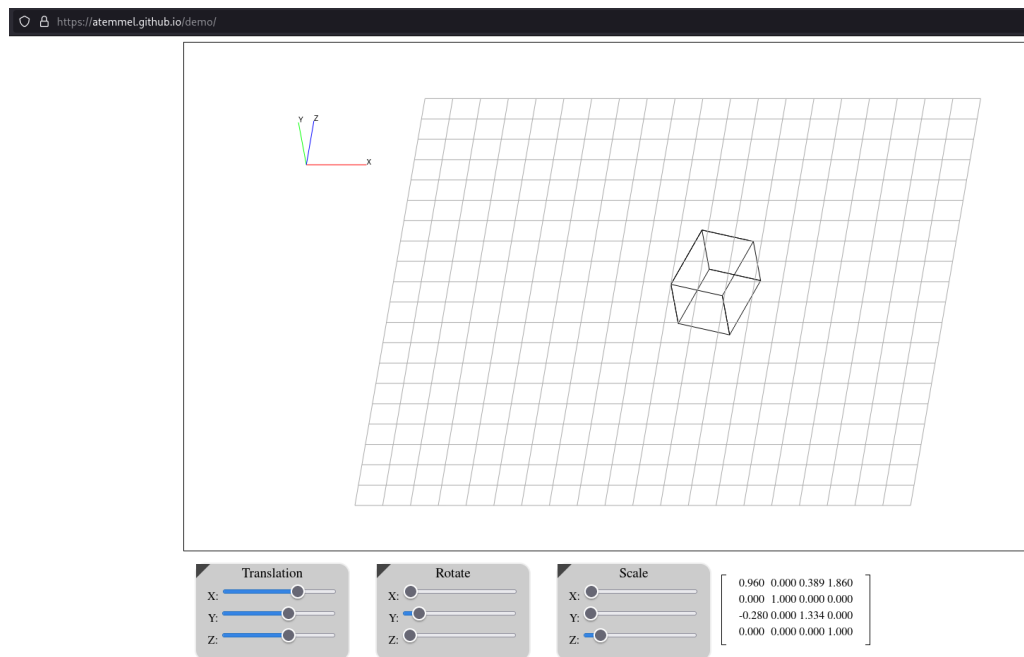 https://atemmel.github.io/demo/
Y Z
X
Translation
X:
Y:
Z:
Rotate
X:
Y:
Z:
Scale
X:
Y:
Z:
0.960 0.000 0.389 1.860
0.000 1.000 0.000 0.000
-0.280 0.000 1.334 0.000
0.000 0.000 0.000 1.000